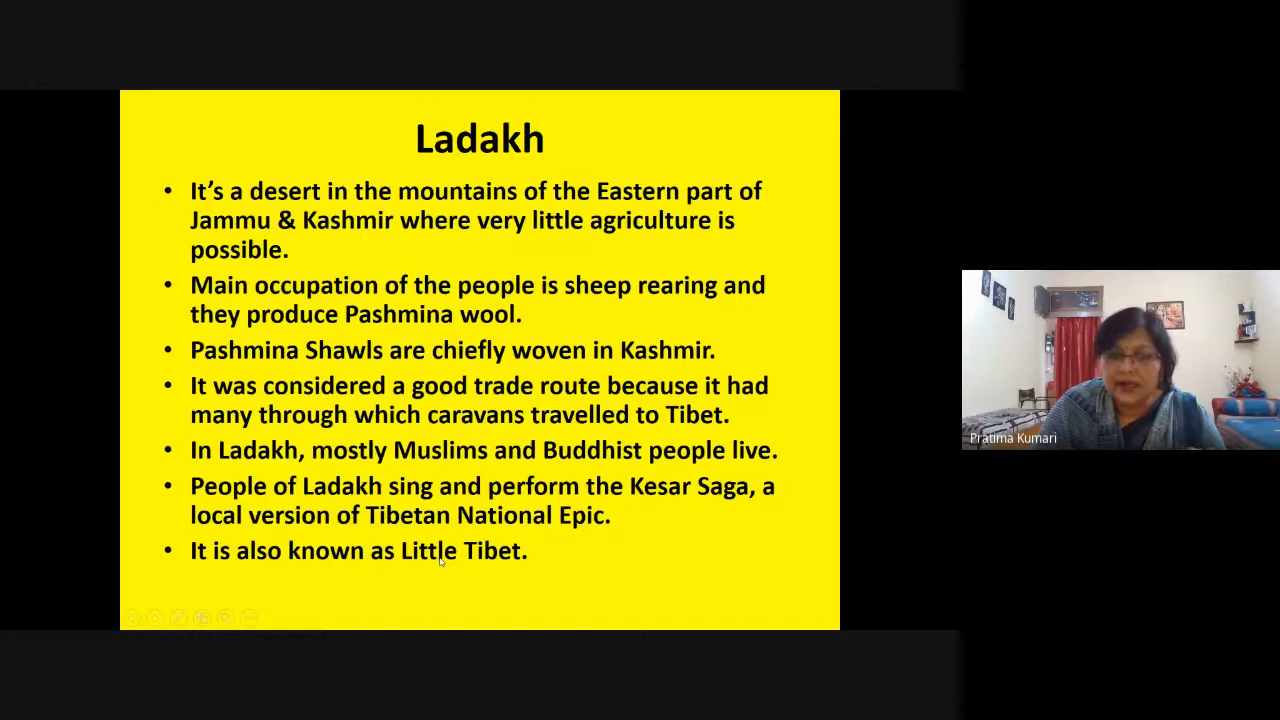 Ladakh
• It’s a desert in the mountains of the Eastern part of
Jammu & Kashmir where very little agriculture is
possible.
• Main occupation of the people is sheep rearing and
they produce Pashmina wool.
• Pashmina Shawls are chiefly woven in Kashmir.
• It was considered a good trade route because it had
many through which caravans travelled to Tibet.
• In Ladakh, mostly Muslims and Buddhist people live.
• People of Ladakh sing and perform the Kesar Saga, a
local version of Tibetan National Epic.
• It is also known as Little Tibet.
Pratima Kumari